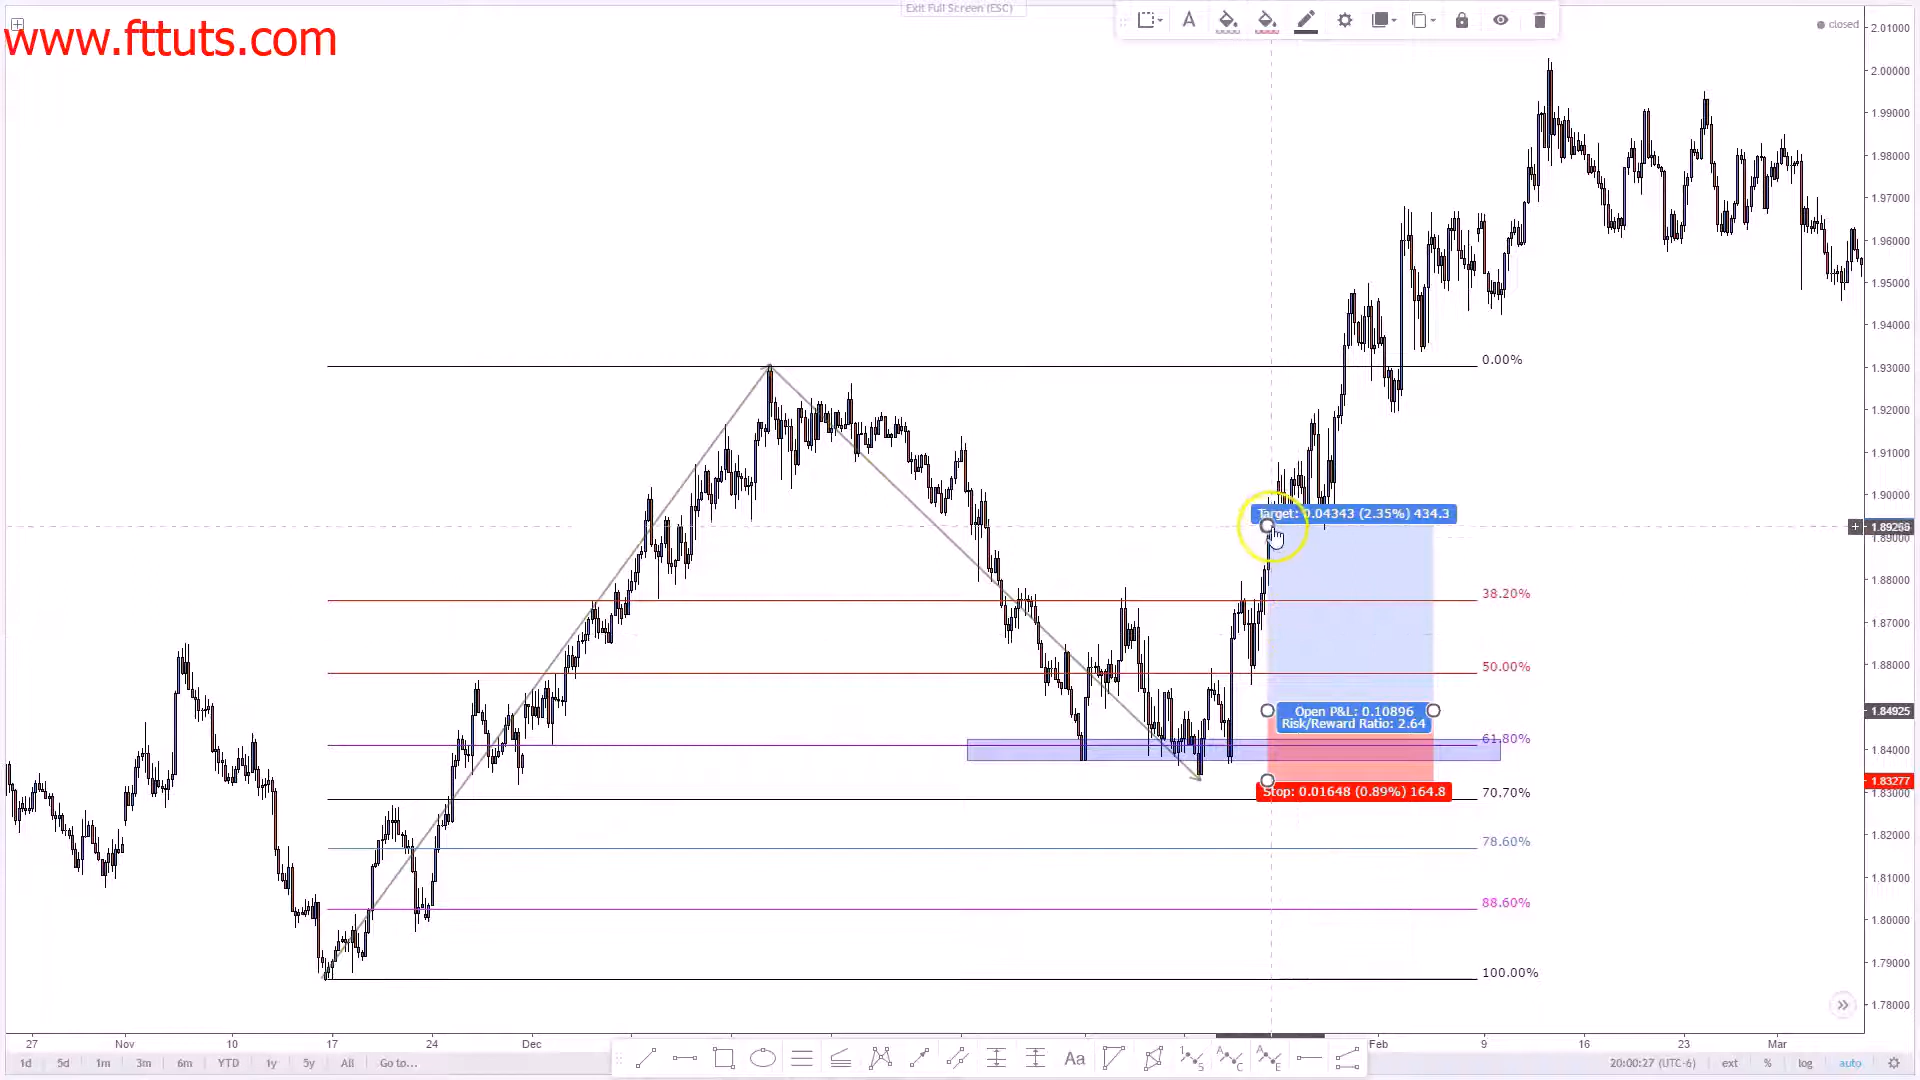 Exit Full Screen (ESC)
www.fttuts.com
A
closed
2.01000
2.00000
1.99000
1.98000
1.97000
1.96000
1.95000
1.94000
1.93000
1.92000
1.91000
1.90000
1.89268
1.89000
1.88000
1.87000
1.88000
1.84925
1.84000
1.83277
1.83000
1.82000
1.81000
1.80000
1.79000
1.78000
0.00%
Target: 0.04343 (2.35%) 434.3
38.20%
50.00%
Open P&L: 0.10896
Risk/Reward Ratio: 2.64
61.80%
Stop: 0.01648 (0.89%) 164.8
70.70%
78.60%
88.60%
100.00%
27 Nov 10 17 24 Dec Feb 9 16 23 Mar
1d 5d 1m 3m 6m YTD 1y 5y All Go to...
Aa
20:00:27 (UTC-6) ext % log auto